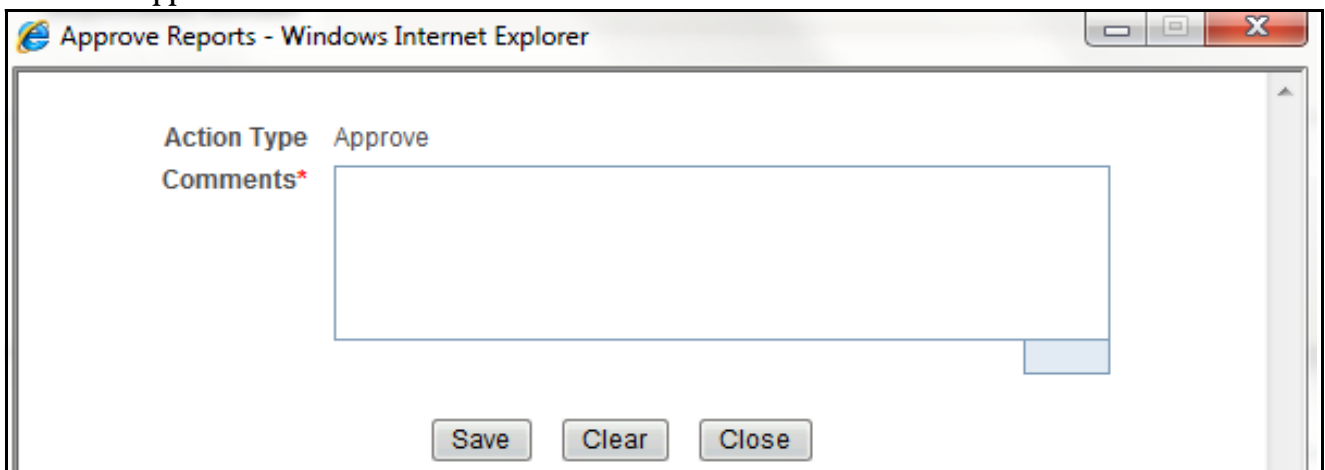 Approve Reports - Windows Internet Explorer
Action Type Approve
Comments*
Save Clear Close